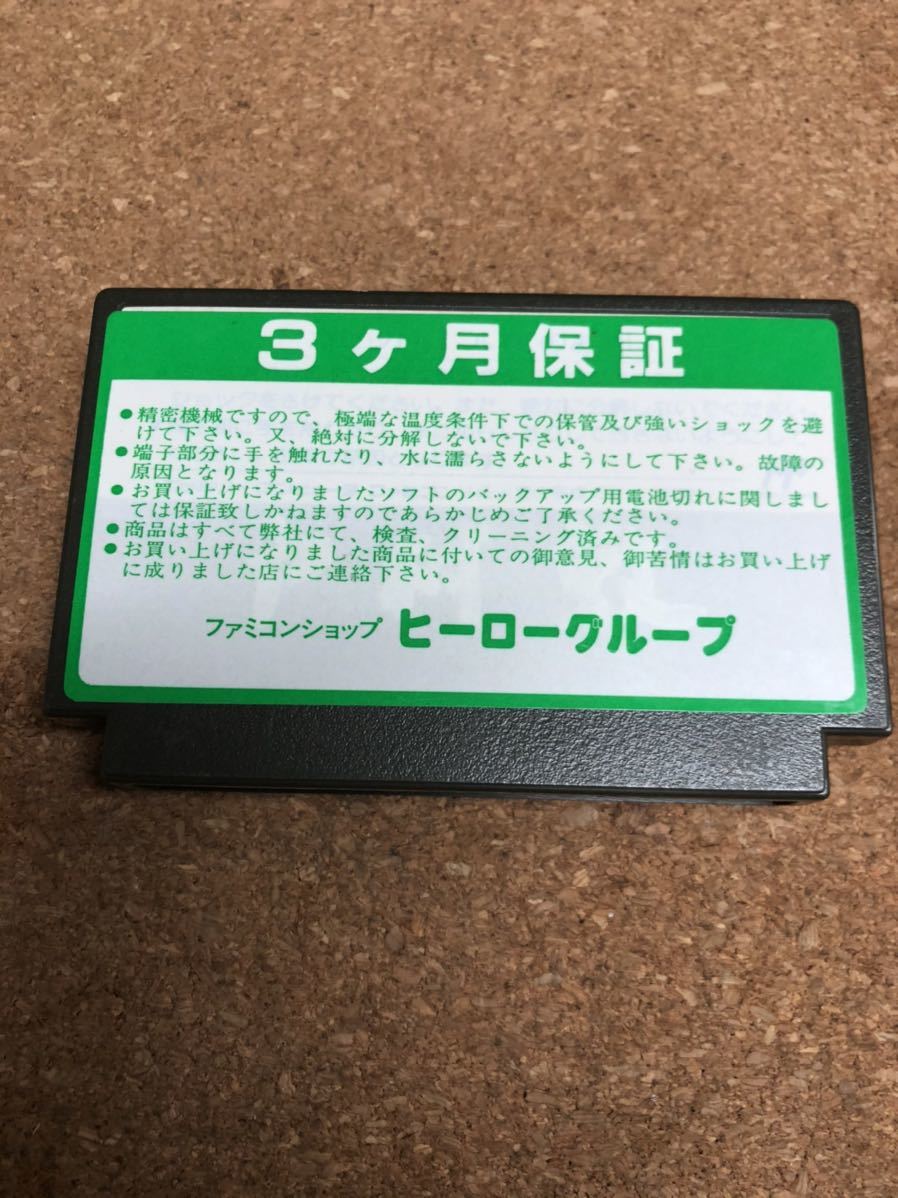 3ヶ月保証
●精密機械ですので、極端な温度条件下での保管及び強いショックを避
けて下さい。又、絶対に分解しないで下さい。
●端子部分に手を触れたり、水に濡らさないようにして下さい。故障の
原因となります。
●お買い上げになりましたソフトのバックアップ用電池切れに関しまし
ては保証致しかねますのであらかじめご了承ください。
●商品はすべて弊社にて、検査、クリーニング済みです。
●お買い上げになりました商品に付いての御意見、御苦情はお買い上げ
に成りました店にご連絡下さい。
ファミコンショップ ヒーローグループ